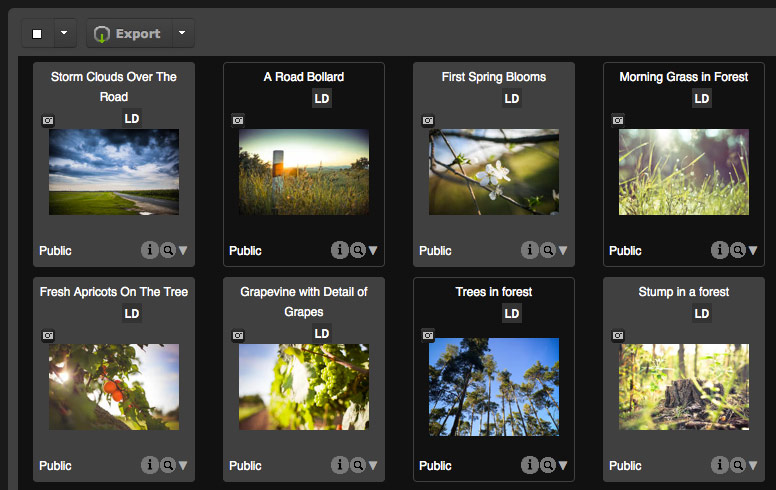 Export
Storm Clouds Over The
Road
LD
Public
A Road Bollard
LD
Public
First Spring Blooms
LD
Public
Morning Grass in Forest
LD
Public
Fresh Apricots On The Tree
LD
Public
Grapevine with Detail of
Grapes
LD
Public
Trees in forest
LD
Public
Stump in a forest
LD
Public